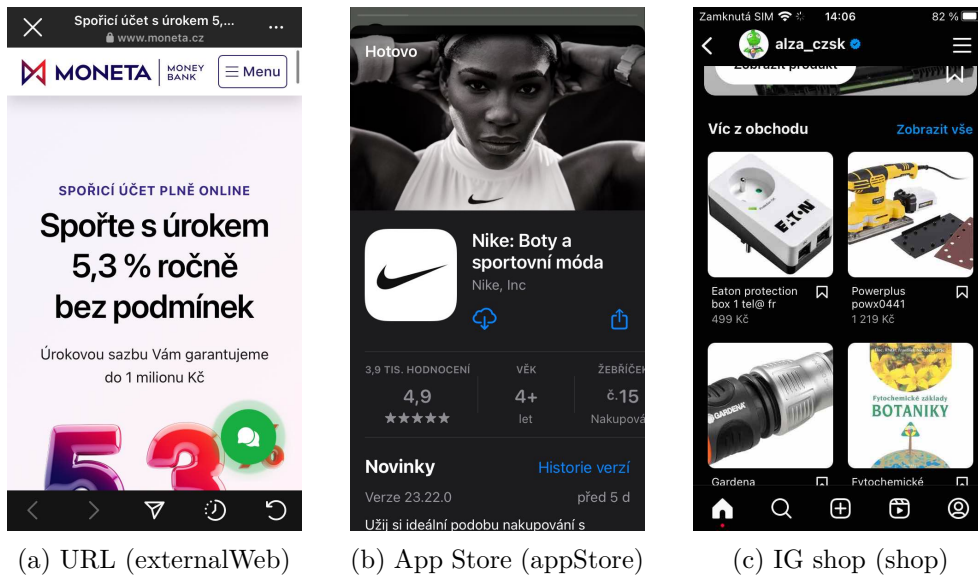 Spořicí účet s úrokem 5,...
www.moneta.cz
MONETA MONEY BANK
Menu
SPOŘICÍ ÚČET PLNĚ ONLINE
Spořte s úrokem
5,3 % ročně
bez podmínek
Úrokovou sazbu Vám garantujeme
do 1 milionu Kč
5 3 %
(a) URL (externalWeb)
Hotovo
Nike: Boty a
sportovní móda
Nike, Inc
3,9 TIS. HODNOCENÍ VĚK ŽEBŘÍČEK
4,9 4+ č.15
★★★★★ let Nakupová
Novinky Historie verzí
Verze 23.22.0 před 5 d
Užij si ideální podobu nakupování s
(b) App Store (appStore)
Zamknutá SIM 14:06 82 %
alza_czsk
Zobrazit produkt
Víc z obchodu Zobrazit vše
EATON
Eaton protection
box 1 tel@ fr
499 Kč
Powerplus
powx0441
1 219 Kč
GARDENA
Fytochemické základy
BOTANIKY
Gardena Fytochemické
(c) IG shop (shop)